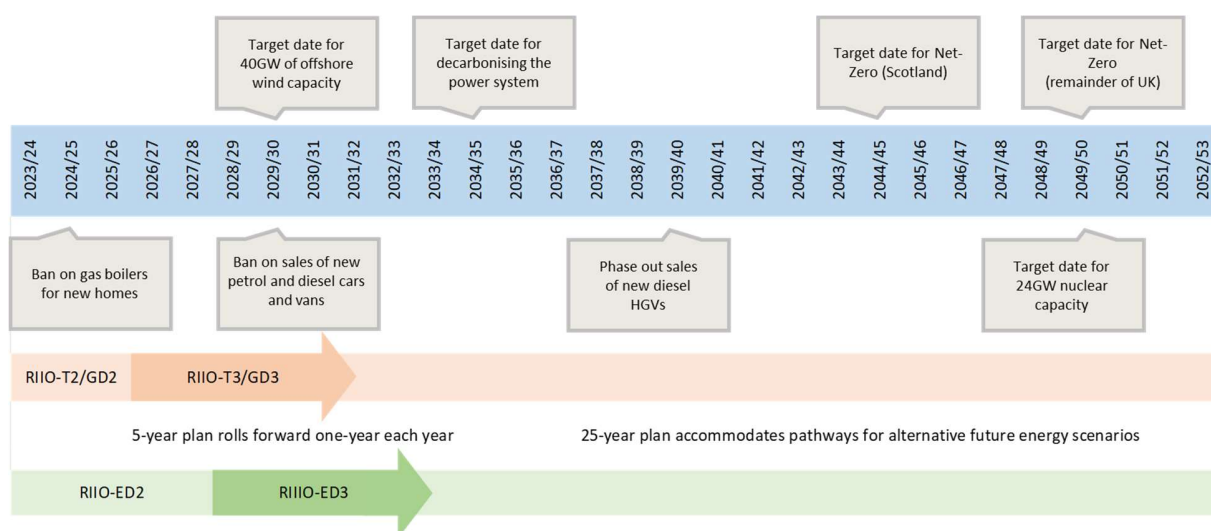 Target date for
40GW of offshore
wind capacity
Target date for
decarbonising the
power system
Target date for Net-
Zero (Scotland)
Target date for Net-
Zero
(remainder of UK)
2023/24
2024/25
2025/26
2026/27
2027/28
2028/29
2029/30
2030/31
2031/32
2032/33
2033/34
2034/35
2035/36
2036/37
2037/38
2038/39
2039/40
2040/41
2041/42
2042/43
2043/44
2044/45
2045/46
2046/47
2047/48
2048/49
2049/50
2050/51
2051/52
2052/53
Ban on gas boilers
for new homes
Ban on sales of new
petrol and diesel cars
and vans
Phase out sales
of new diesel
HGVs
Target date for
24GW nuclear
capacity
RIIO-T2/GD2
RIIO-T3/GD3
5-year plan rolls forward one-year each year
25-year plan accommodates pathways for alternative future energy scenarios
RIIO-ED2
RIIIO-ED3